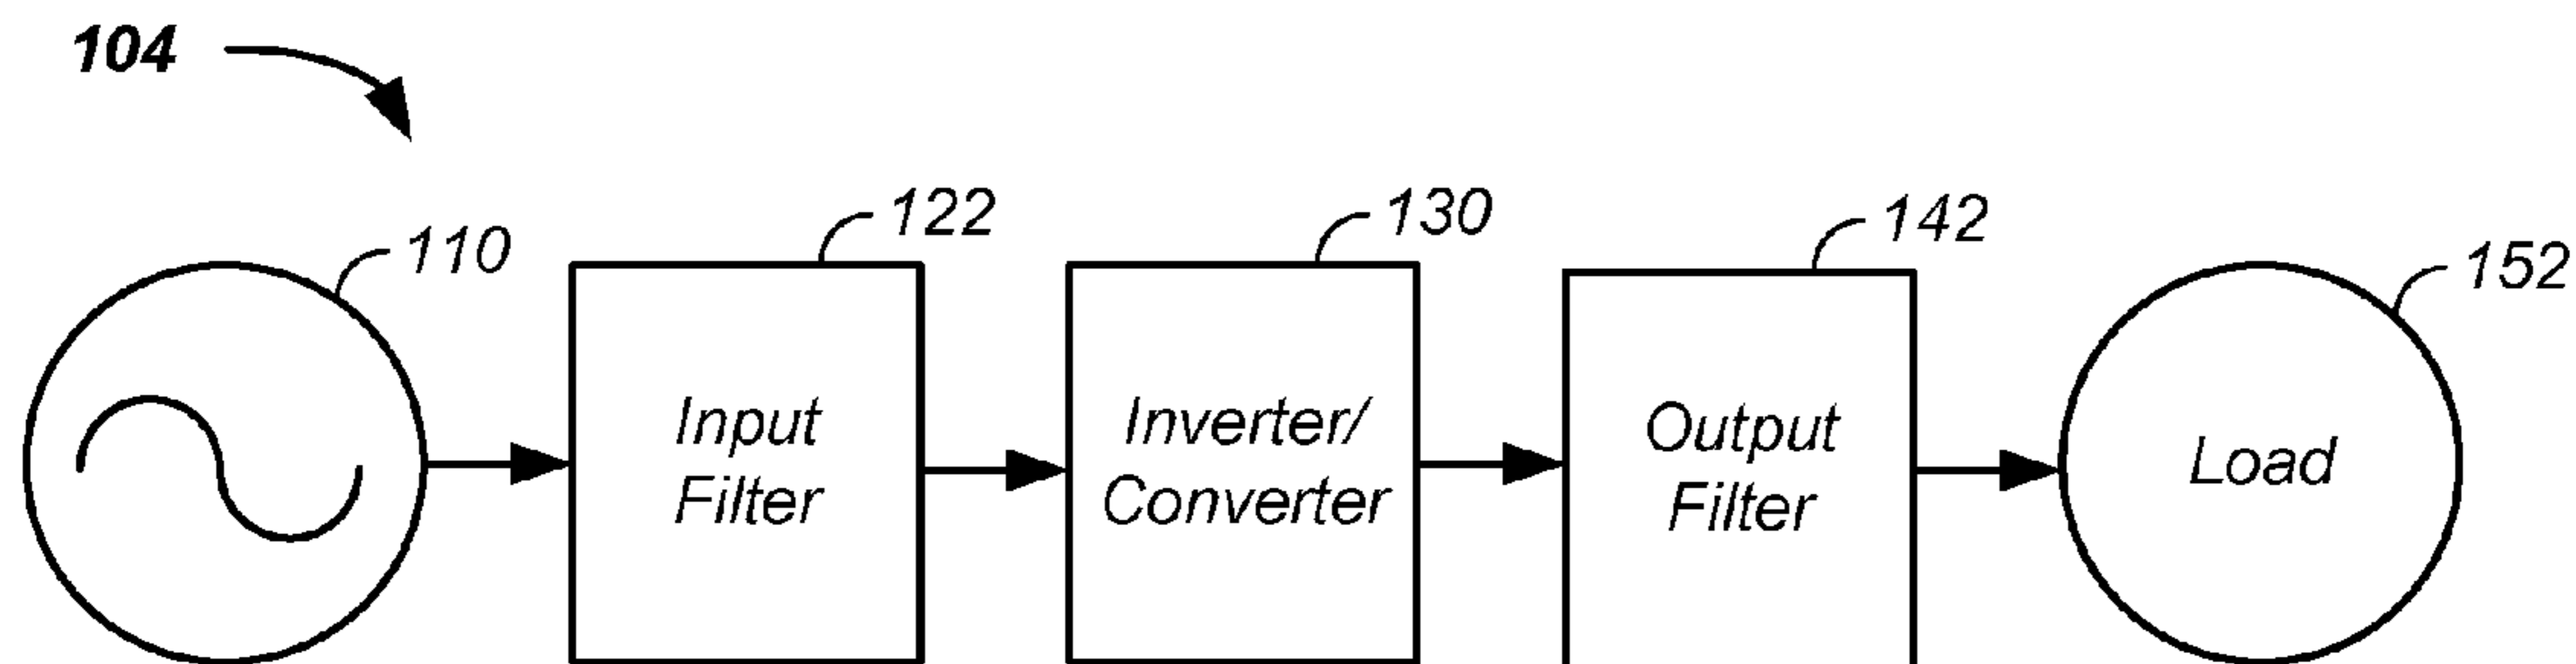 104
110
122
130
142
152
Input
Filter
Inverter/
Converter
Output
Filter
Load